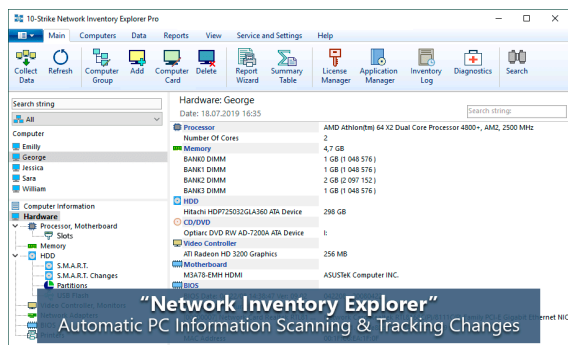 10-Strike Network Inventory Explorer Pro
Main Computers Data Reports View Service and Settings Help
Collect Data Refresh Computer Group Add Computer Card Delete Report Wizard Summary Table License Manager Application Manager Inventory Log Diagnostics Search
Search string
All
Computer
Emilly
George
Jessica
Sara
William
Computer Information
Hardware
Processor, Motherboard
Slots
Memory
HDD
S.M.A.R.T.
S.M.A.R.T. Changes
Partitions
Hardware: George
Date: 18.07.2019 16:35
Search string:
Processor AMD Athlon(tm) 64 X2 Dual Core Processor 4800+, AM2, 2500 MHz
Number Of Cores 2
Memory 4,7 GB
BANK0 DIMM 1 GB (1 048 576 )
BANK1 DIMM 1 GB (1 048 576 )
BANK2 DIMM 2 GB (2 097 152 )
BANK3 DIMM 1 GB (1 048 576 )
HDD
Hitachi HDP725032GLA360 ATA Device 298 GB
CD/DVD
Optiarc DVD RW AD-7200A ATA Device I:
Video Controller
ATI Radeon HD 3200 Graphics 256 MB
Motherboard
M3A78-EMH HDMI ASUSTek Computer INC.
BIOS
“Network Inventory Explorer”
Automatic PC Information Scanning & Tracking Changes